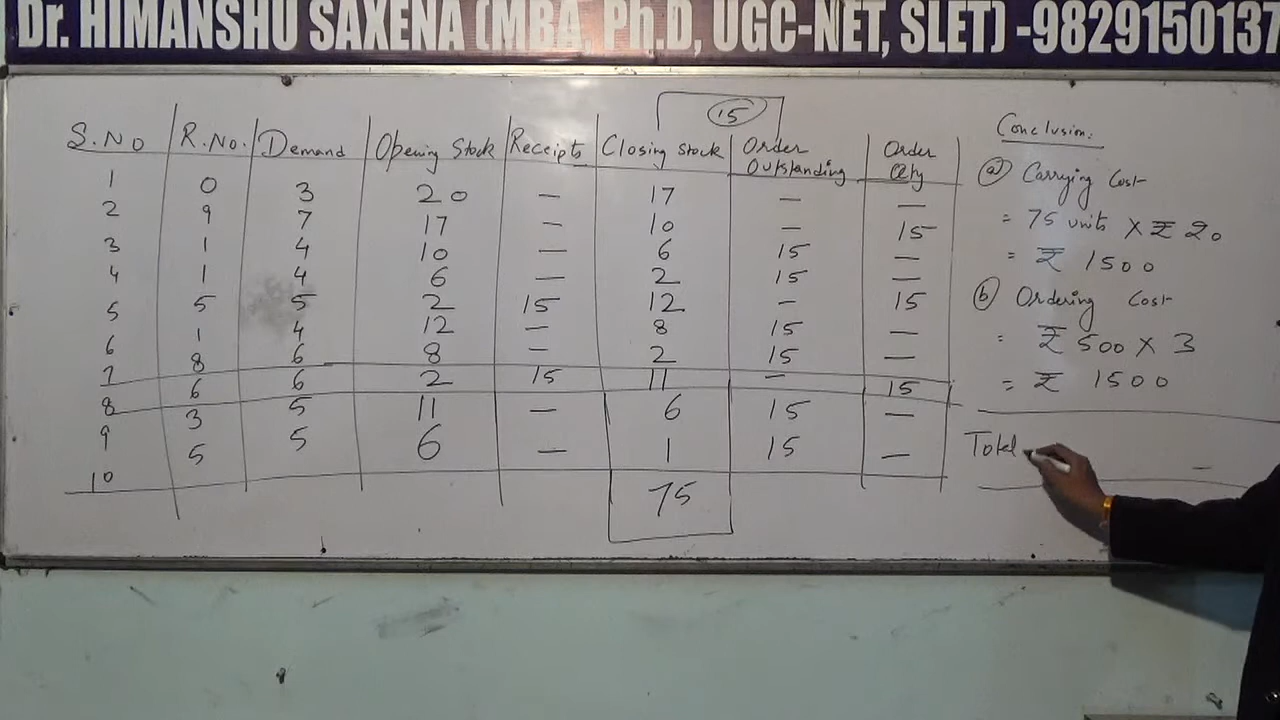 Dr. HIMANSHU SAXENA (MBA, Ph.D, UGC-NET, SLET) -9829150137
15
S.NO R.No. Demand Opening Stock Receipts Closing Stock Order Outstanding Order Qty
1 0 3 20 — 17 — —
2 9 7 17 — 10 — 15
3 1 4 10 — 6 15 —
4 1 4 6 — 2 15 —
5 5 5 2 15 12 - 15
6 1 4 12 — 8 15 —
7 8 6 8 — 2 15 —
8 6 6 2 15 11 — 15
9 3 5 11 — 6 15 —
10 5 5 6 — 1 15 —
75
Conclusion:
(a) Carrying Cost
= 75 units × ₹ 20
= ₹ 1500
(b) Ordering Cost
= ₹ 500 × 3
= ₹ 1500
Total